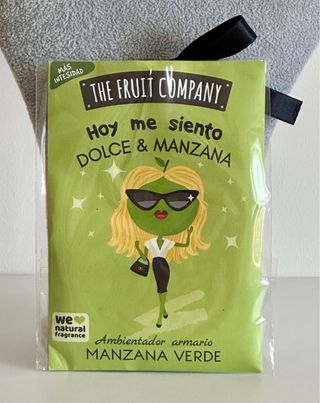 MÁS
INTESIDAD
THE FRUIT COMPANY
Hoy me siento
DOLCE & MANZANA
we
natural
fragrance
Ambientador armario
MANZANA VERDE